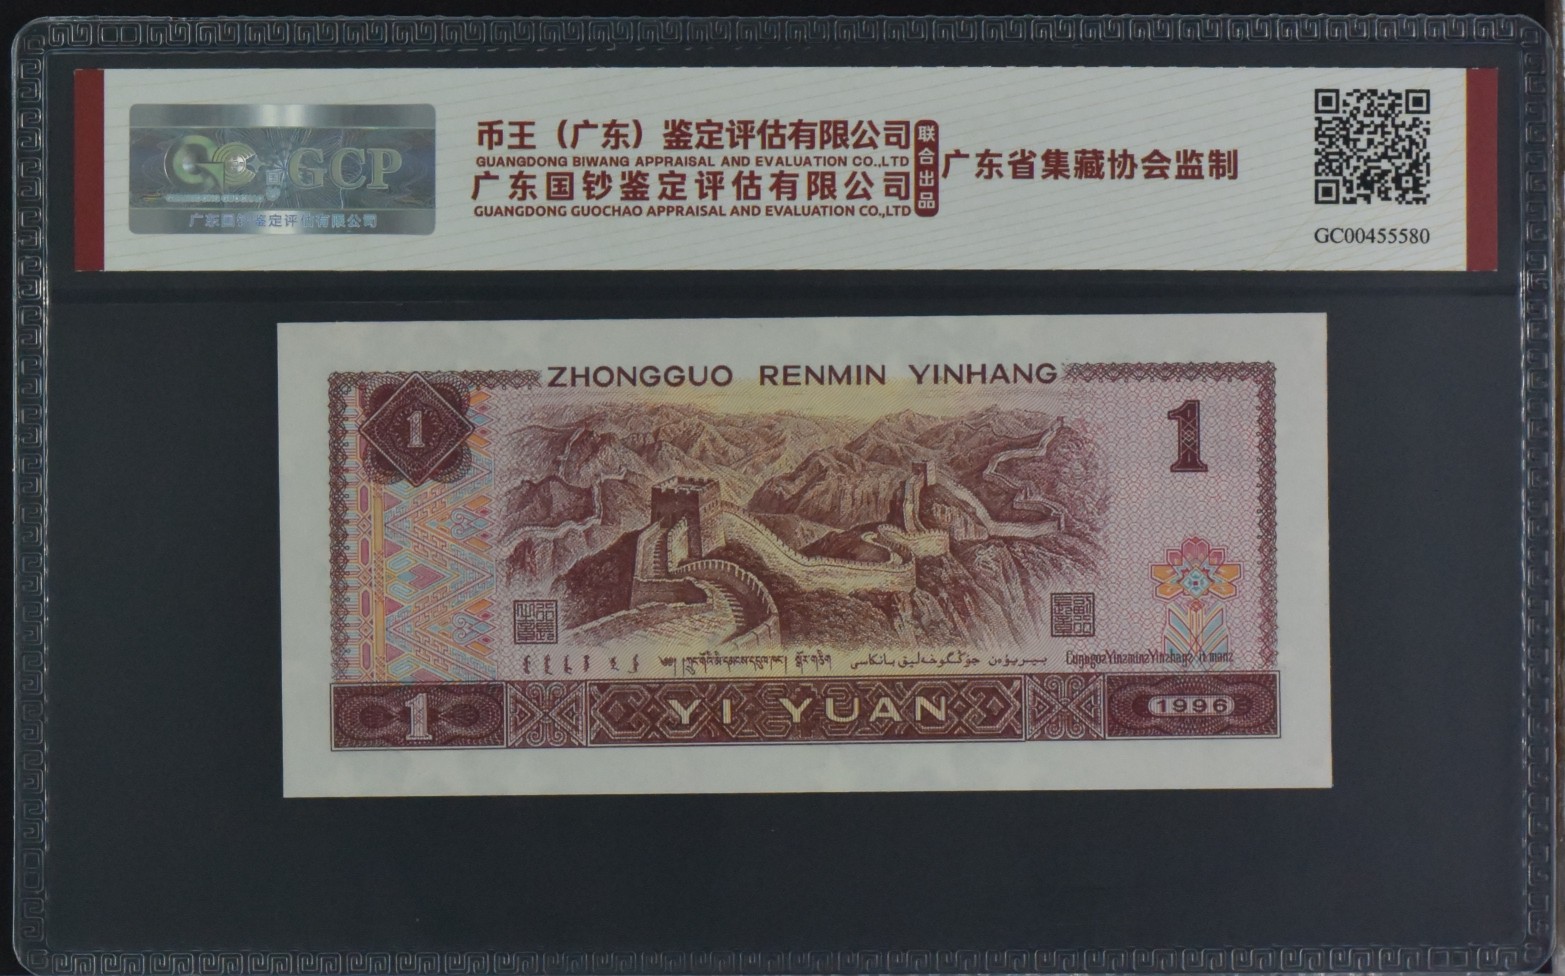 GC GCP
广东国钞鉴定评估有限公司
币王（广东）鉴定评估有限公司
GUANGDONG BIWANG APPRAISAL AND EVALUATION CO.,LTD
广东国钞鉴定评估有限公司
GUANGDONG GUOCHAO APPRAISAL AND EVALUATION CO.,LTD
联合出品
广东省集藏协会监制
GC00455580
ZHONGGUO RENMIN YINHANG
1
1
1
YI YUAN
1996